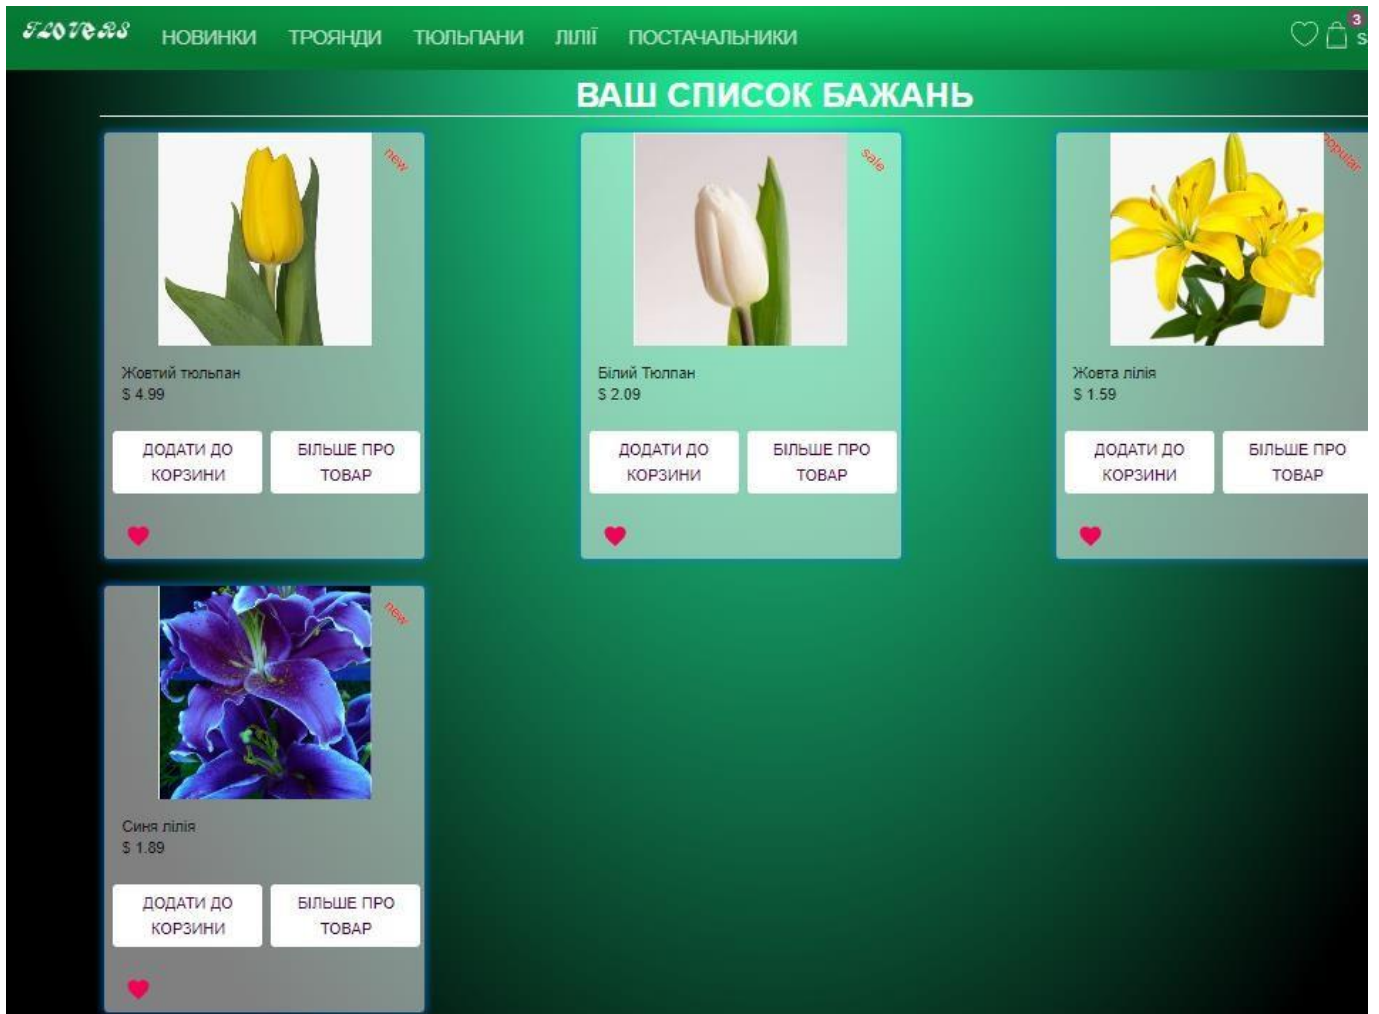 FLOVERS НОВИНКИ ТРОЯНДИ ТЮЛЬПАНИ ЛІЛІЇ ПОСТАЧАЛЬНИКИ 3
ВАШ СПИСОК БАЖАНЬ
new
Жовтий тюльпан
$ 4.99
ДОДАТИ ДО КОРЗИНИ
БІЛЬШЕ ПРО ТОВАР
sale
Білий Тюлпан
$ 2.09
ДОДАТИ ДО КОРЗИНИ
БІЛЬШЕ ПРО ТОВАР
popular
Жовта лілія
$ 1.59
ДОДАТИ ДО КОРЗИНИ
БІЛЬШЕ ПРО ТОВАР
new
Синя лілія
$ 1.89
ДОДАТИ ДО КОРЗИНИ
БІЛЬШЕ ПРО ТОВАР